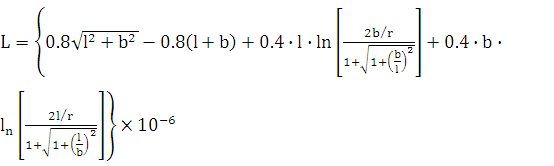 L = {0.8√(l² + b²) − 0.8(l + b) + 0.4 · l · ln [ (2b/r) / (1+√(1+(b/l)²)) ] + 0.4 · b ·
lₙ [ (2l/r) / (1+√(1+(l/b)²)) ] } × 10⁻⁶